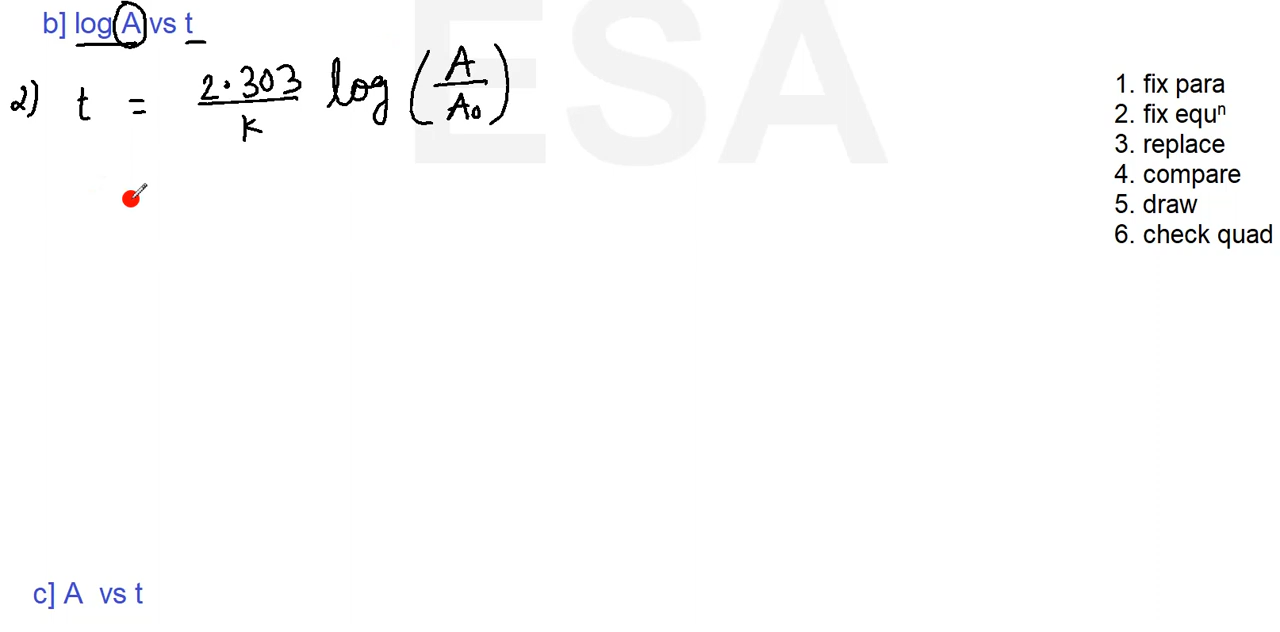 b] log A vs t
2) t = 2.303/K log (A/A₀)
ESA
1. fix para
2. fix equⁿ
3. replace
4. compare
5. draw
6. check quad
c] A vs t